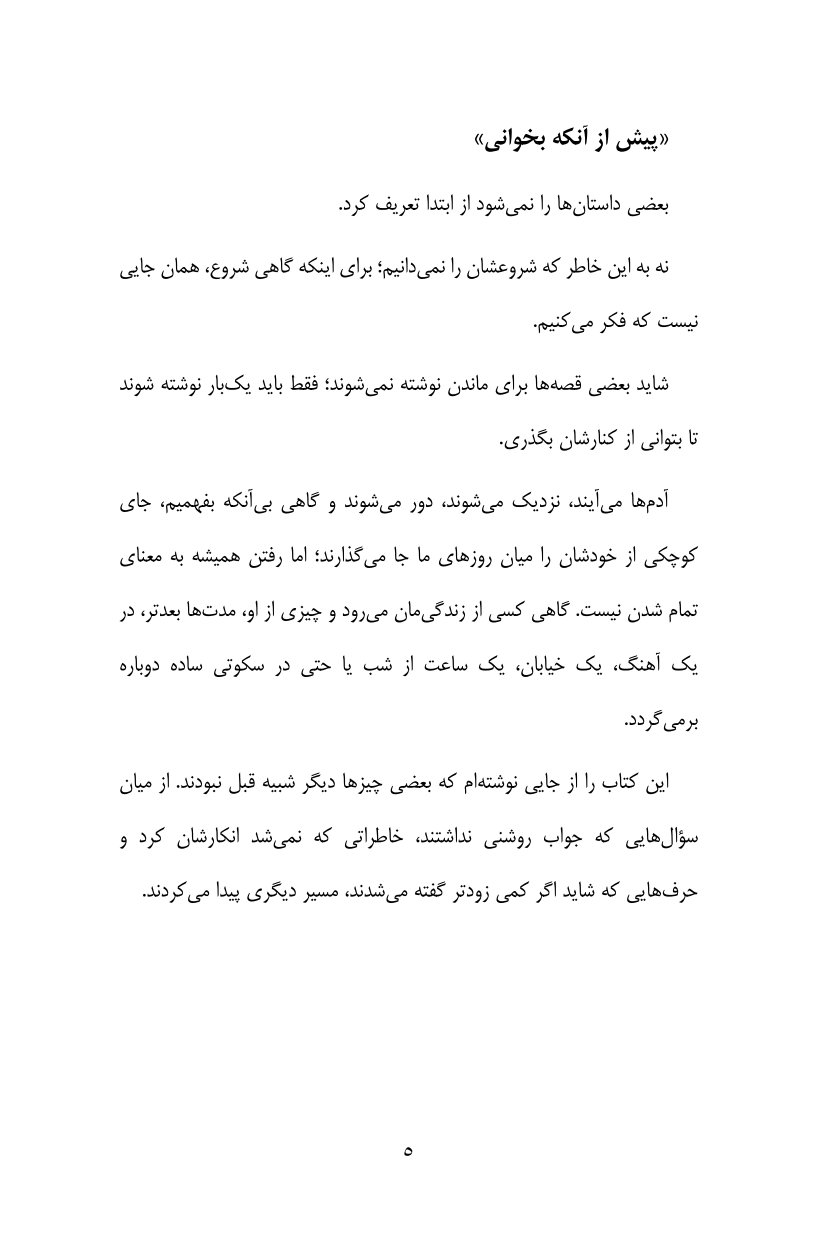 «پیش از آنکه بخوانی»
بعضی داستان‌ها را نمی‌شود از ابتدا تعریف کرد.
نه به این خاطر که شروعشان را نمی‌دانیم؛ برای اینکه گاهی شروع، همان جایی
نیست که فکر می‌کنیم.
شاید بعضی قصه‌ها برای ماندن نوشته نمی‌شوند؛ فقط باید یک‌بار نوشته شوند
تا بتوانی از کنارشان بگذری.
آدم‌ها می‌آیند، نزدیک می‌شوند، دور می‌شوند و گاهی بی‌آنکه بفهمیم، جای
کوچکی از خودشان را میان روزهای ما جا می‌گذارند؛ اما رفتن همیشه به معنای
تمام شدن نیست. گاهی کسی از زندگی‌مان می‌رود و چیزی از او، مدت‌ها بعدتر، در
یک آهنگ، یک خیابان، یک ساعت از شب یا حتی در سکوتی ساده دوباره
برمی‌گردد.
این کتاب را از جایی نوشته‌ام که بعضی چیزها دیگر شبیه قبل نبودند. از میان
سؤال‌هایی که جواب روشنی نداشتند، خاطراتی که نمی‌شد انکارشان کرد و
حرف‌هایی که شاید اگر کمی زودتر گفته می‌شدند، مسیر دیگری پیدا می‌کردند.
۵